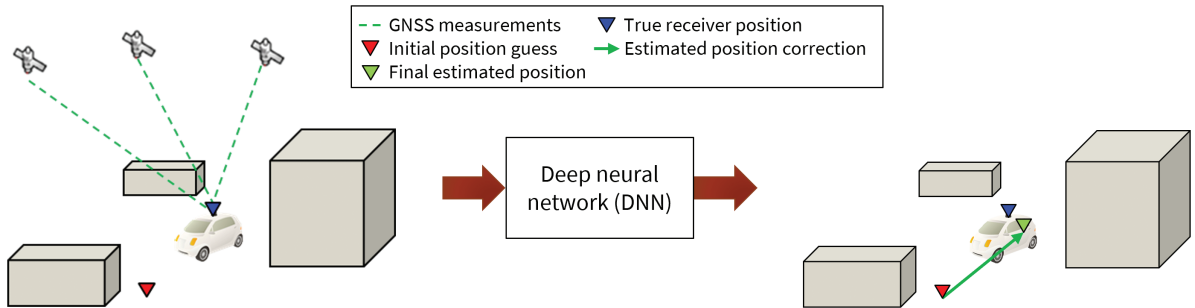 GNSS measurements
True receiver position
Initial position guess
Estimated position correction
Final estimated position
Deep neural
network (DNN)